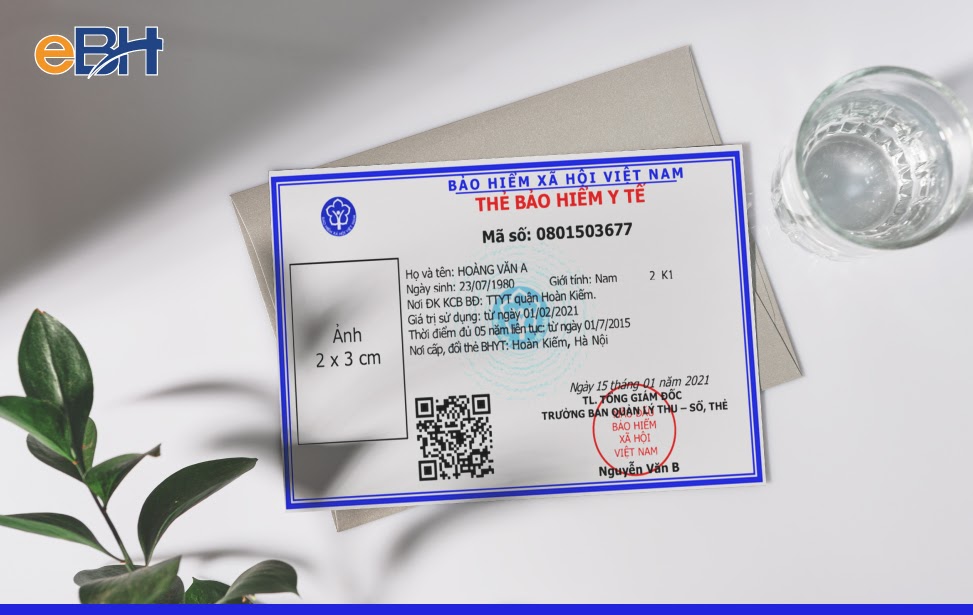 eBH
BẢO HIỂM XÃ HỘI VIỆT NAM
THẺ BẢO HIỂM Y TẾ
Mã số: 0801503677
Họ và tên: HOÀNG VĂN A
Ngày sinh: 23/07/1980 Giới tính: Nam 2 K1
Nơi ĐK KCB BĐ: TTYT quận Hoàn Kiếm.
Giá trị sử dụng: từ ngày 01/02/2021
Thời điểm đủ 05 năm liên tục: từ ngày 01/7/2015
Nơi cấp, đổi thẻ BHYT: Hoàn Kiếm, Hà Nội
Ảnh
2 x 3 cm
Ngày 15 tháng 01 năm 2021
TL. TỔNG GIÁM ĐỐC
TRƯỞNG BAN QUẢN LÝ THU – SỔ, THẺ
BẢO HIỂM
XÃ HỘI
VIỆT NAM
Nguyễn Văn B